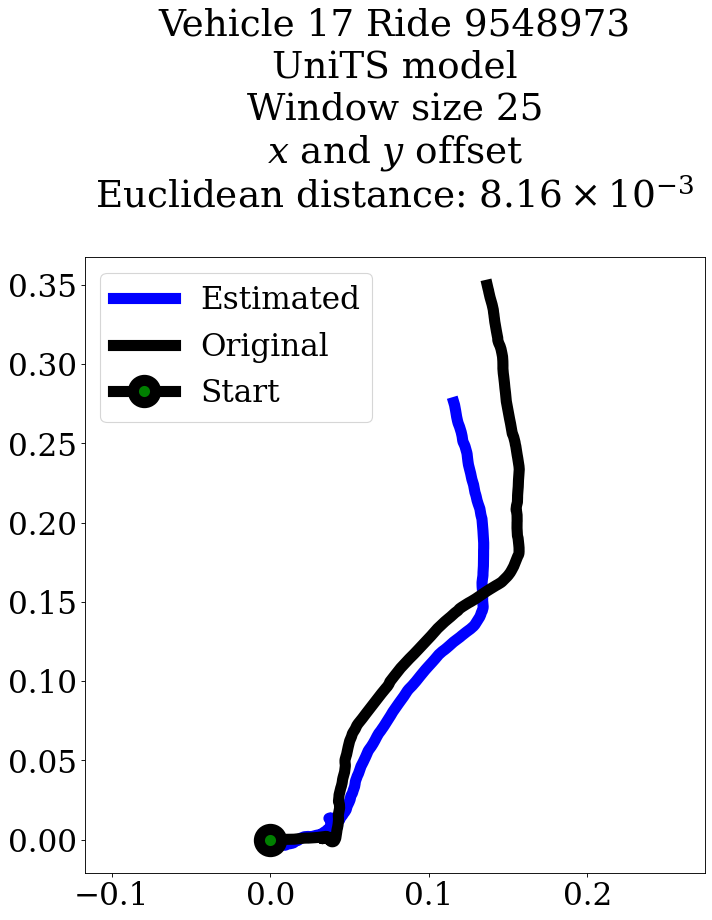 Vehicle 17 Ride 9548973
UniTS model
Window size 25
x and y offset
Euclidean distance: 8.16 × 10⁻³
Estimated
Original
Start
0.35
0.30
0.25
0.20
0.15
0.10
0.05
0.00
−0.1 0.0 0.1 0.2